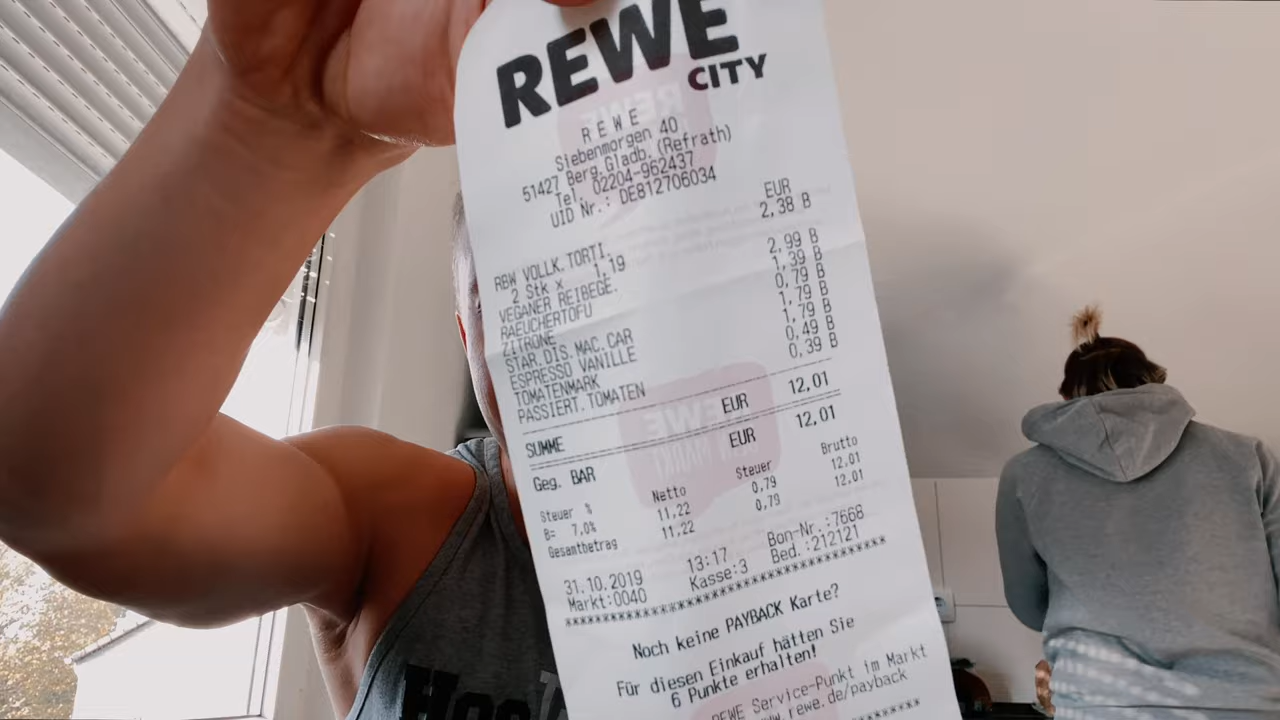 REWE
CITY
REWE
Siebenmorgen 40
51427 Berg.Gladb.(Refrath)
Tel. 02204-962437
UID Nr.: DE812706034
EUR
RBW VOLLK.TORTI. 2,38 B
2 Stk x 1,19
VEGANER REIBEGE. 2,99 B
RAEUCHERTOFU 1,39 B
ZITRONE 0,79 B
STAR.DIS.MAC.CAR 1,79 B
ESPRESSO VANILLE 1,79 B
TOMATENMARK 0,49 B
PASSIERT.TOMATEN 0,39 B
SUMME EUR 12,01
Geg. BAR EUR 12,01
Steuer % Netto Steuer Brutto
B= 7,0% 11,22 0,79 12,01
Gesamtbetrag 11,22 0,79 12,01
31.10.2019 13:17 Bon-Nr.:7668
Markt:0040 Kasse:3 Bed.:212121
****************************************
Noch keine PAYBACK Karte?
Für diesen Einkauf hätten Sie
6 Punkte erhalten!
REWE Service-Punkt im Markt
www.rewe.de/payback